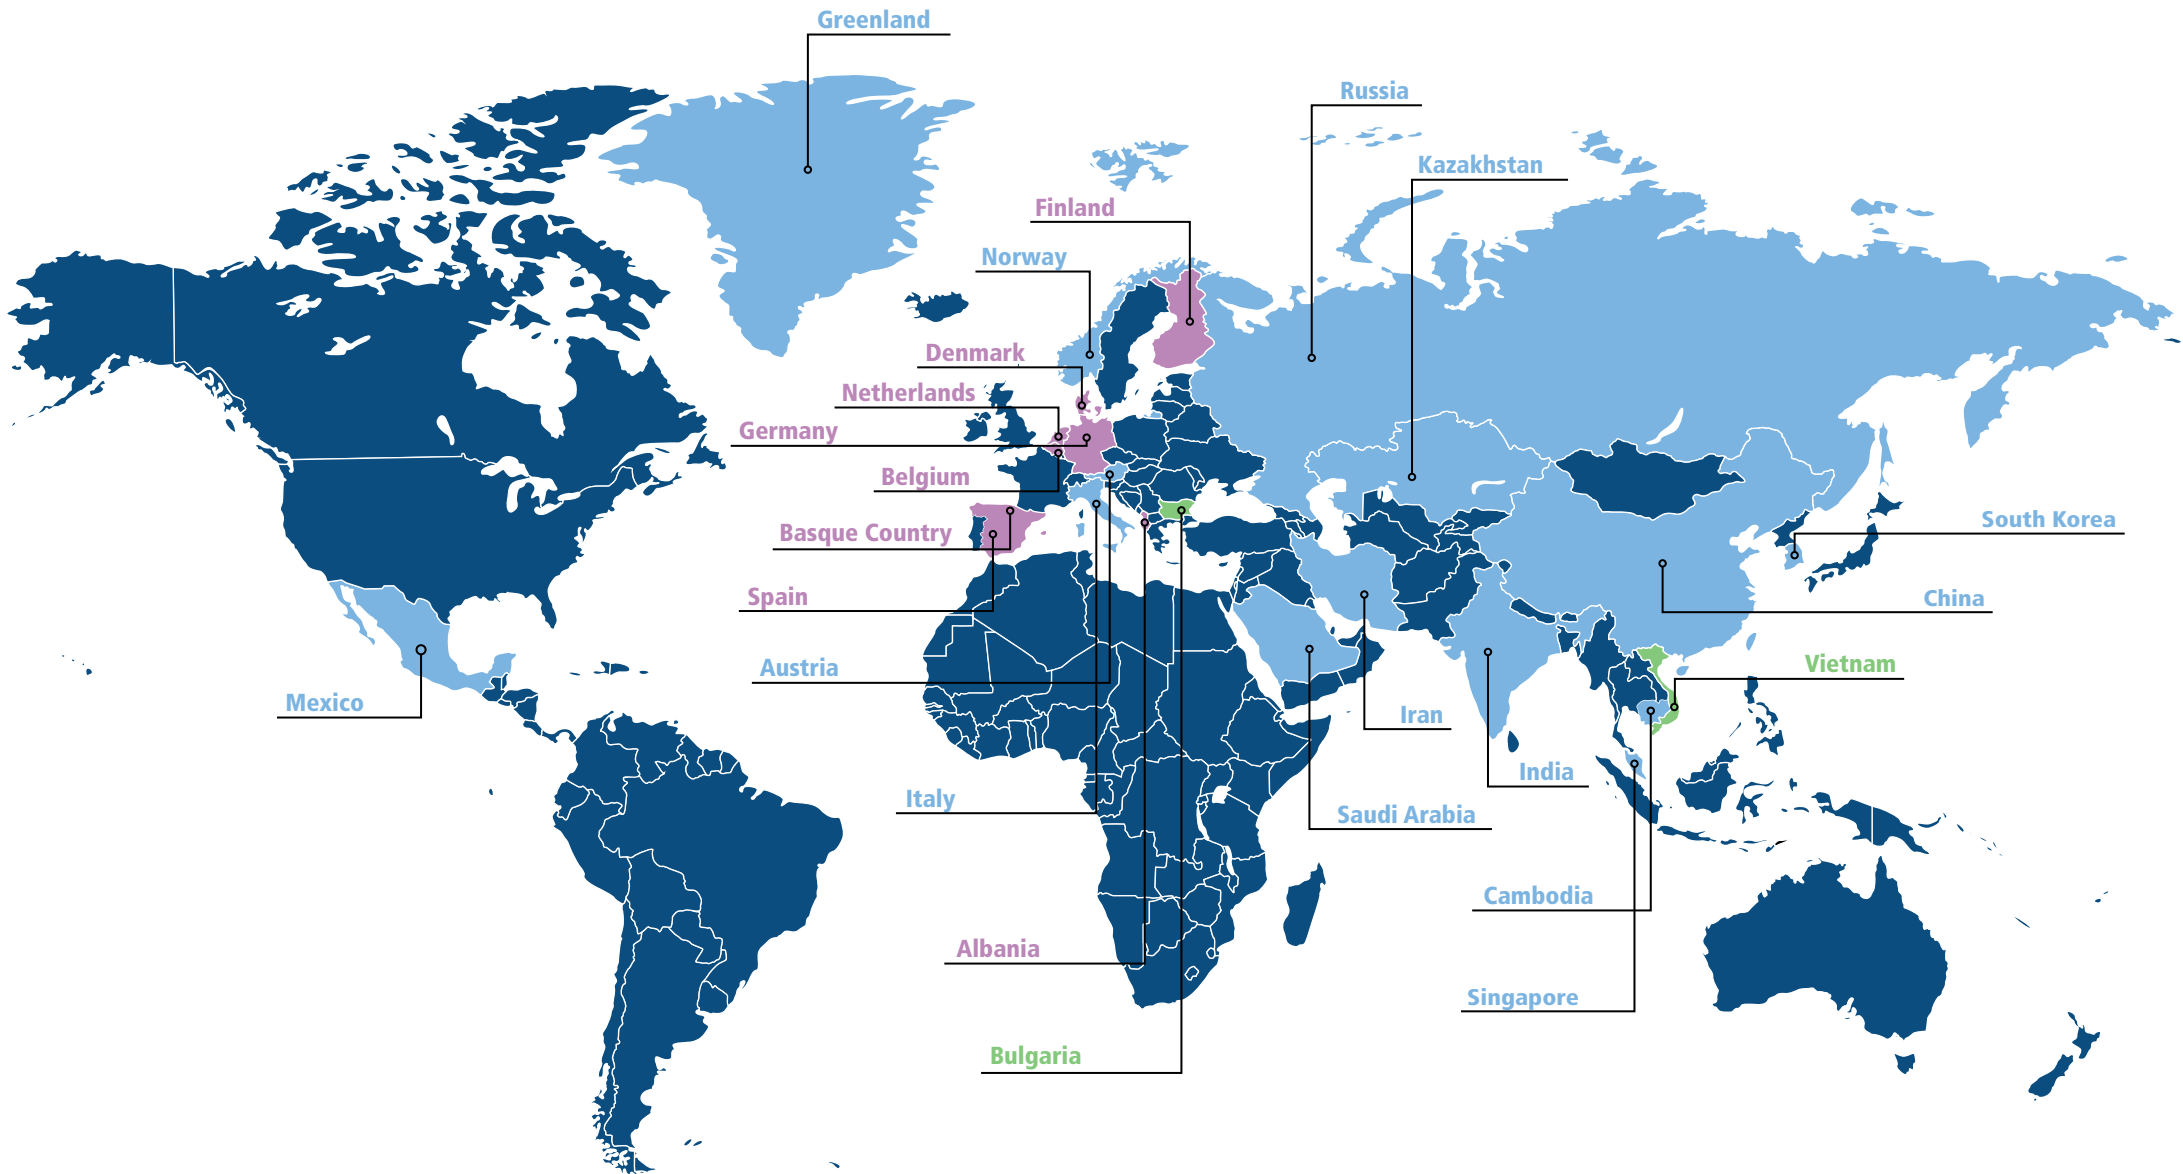 Greenland
Russia
Kazakhstan
Finland
Norway
Denmark
Netherlands
Germany
Belgium
South Korea
Basque Country
Spain
China
Vietnam
Austria
Mexico
Iran
India
Italy
Saudi Arabia
Cambodia
Albania
Singapore
Bulgaria